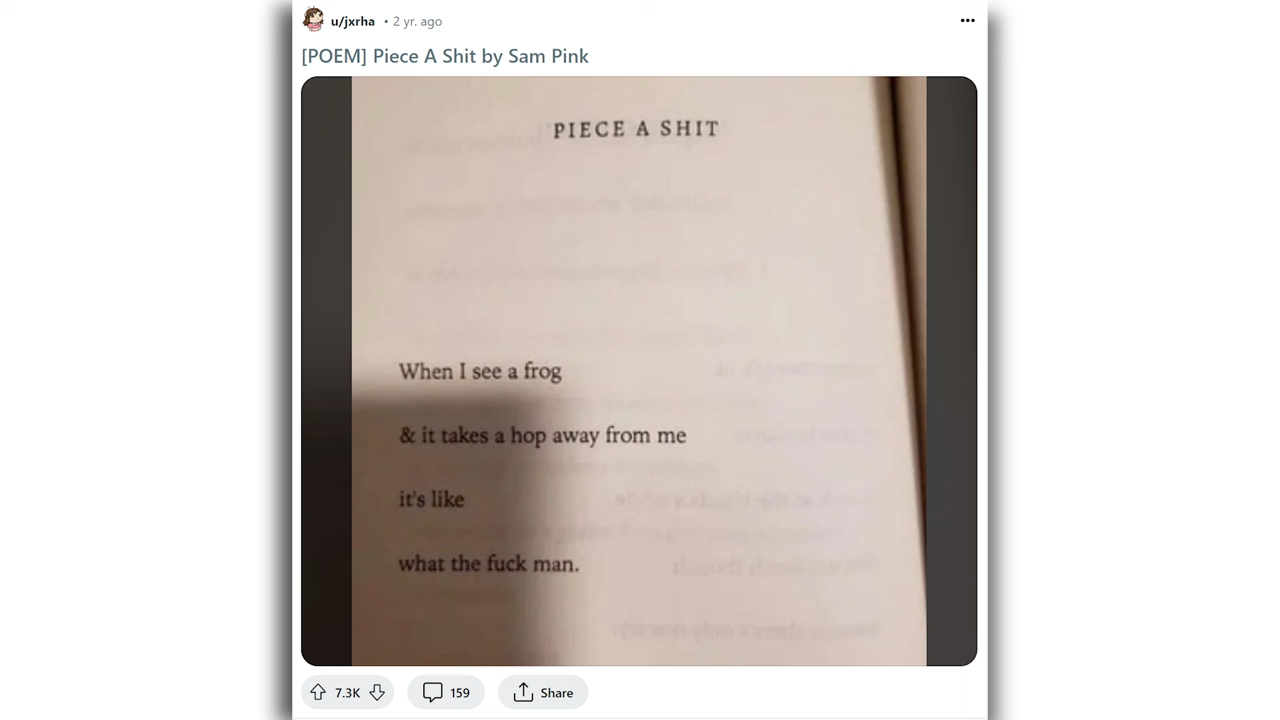 u/jxrha • 2 yr. ago
[POEM] Piece A Shit by Sam Pink
PIECE A SHIT
When I see a frog
& it takes a hop away from me
it's like
what the fuck man.
7.3K
159
Share